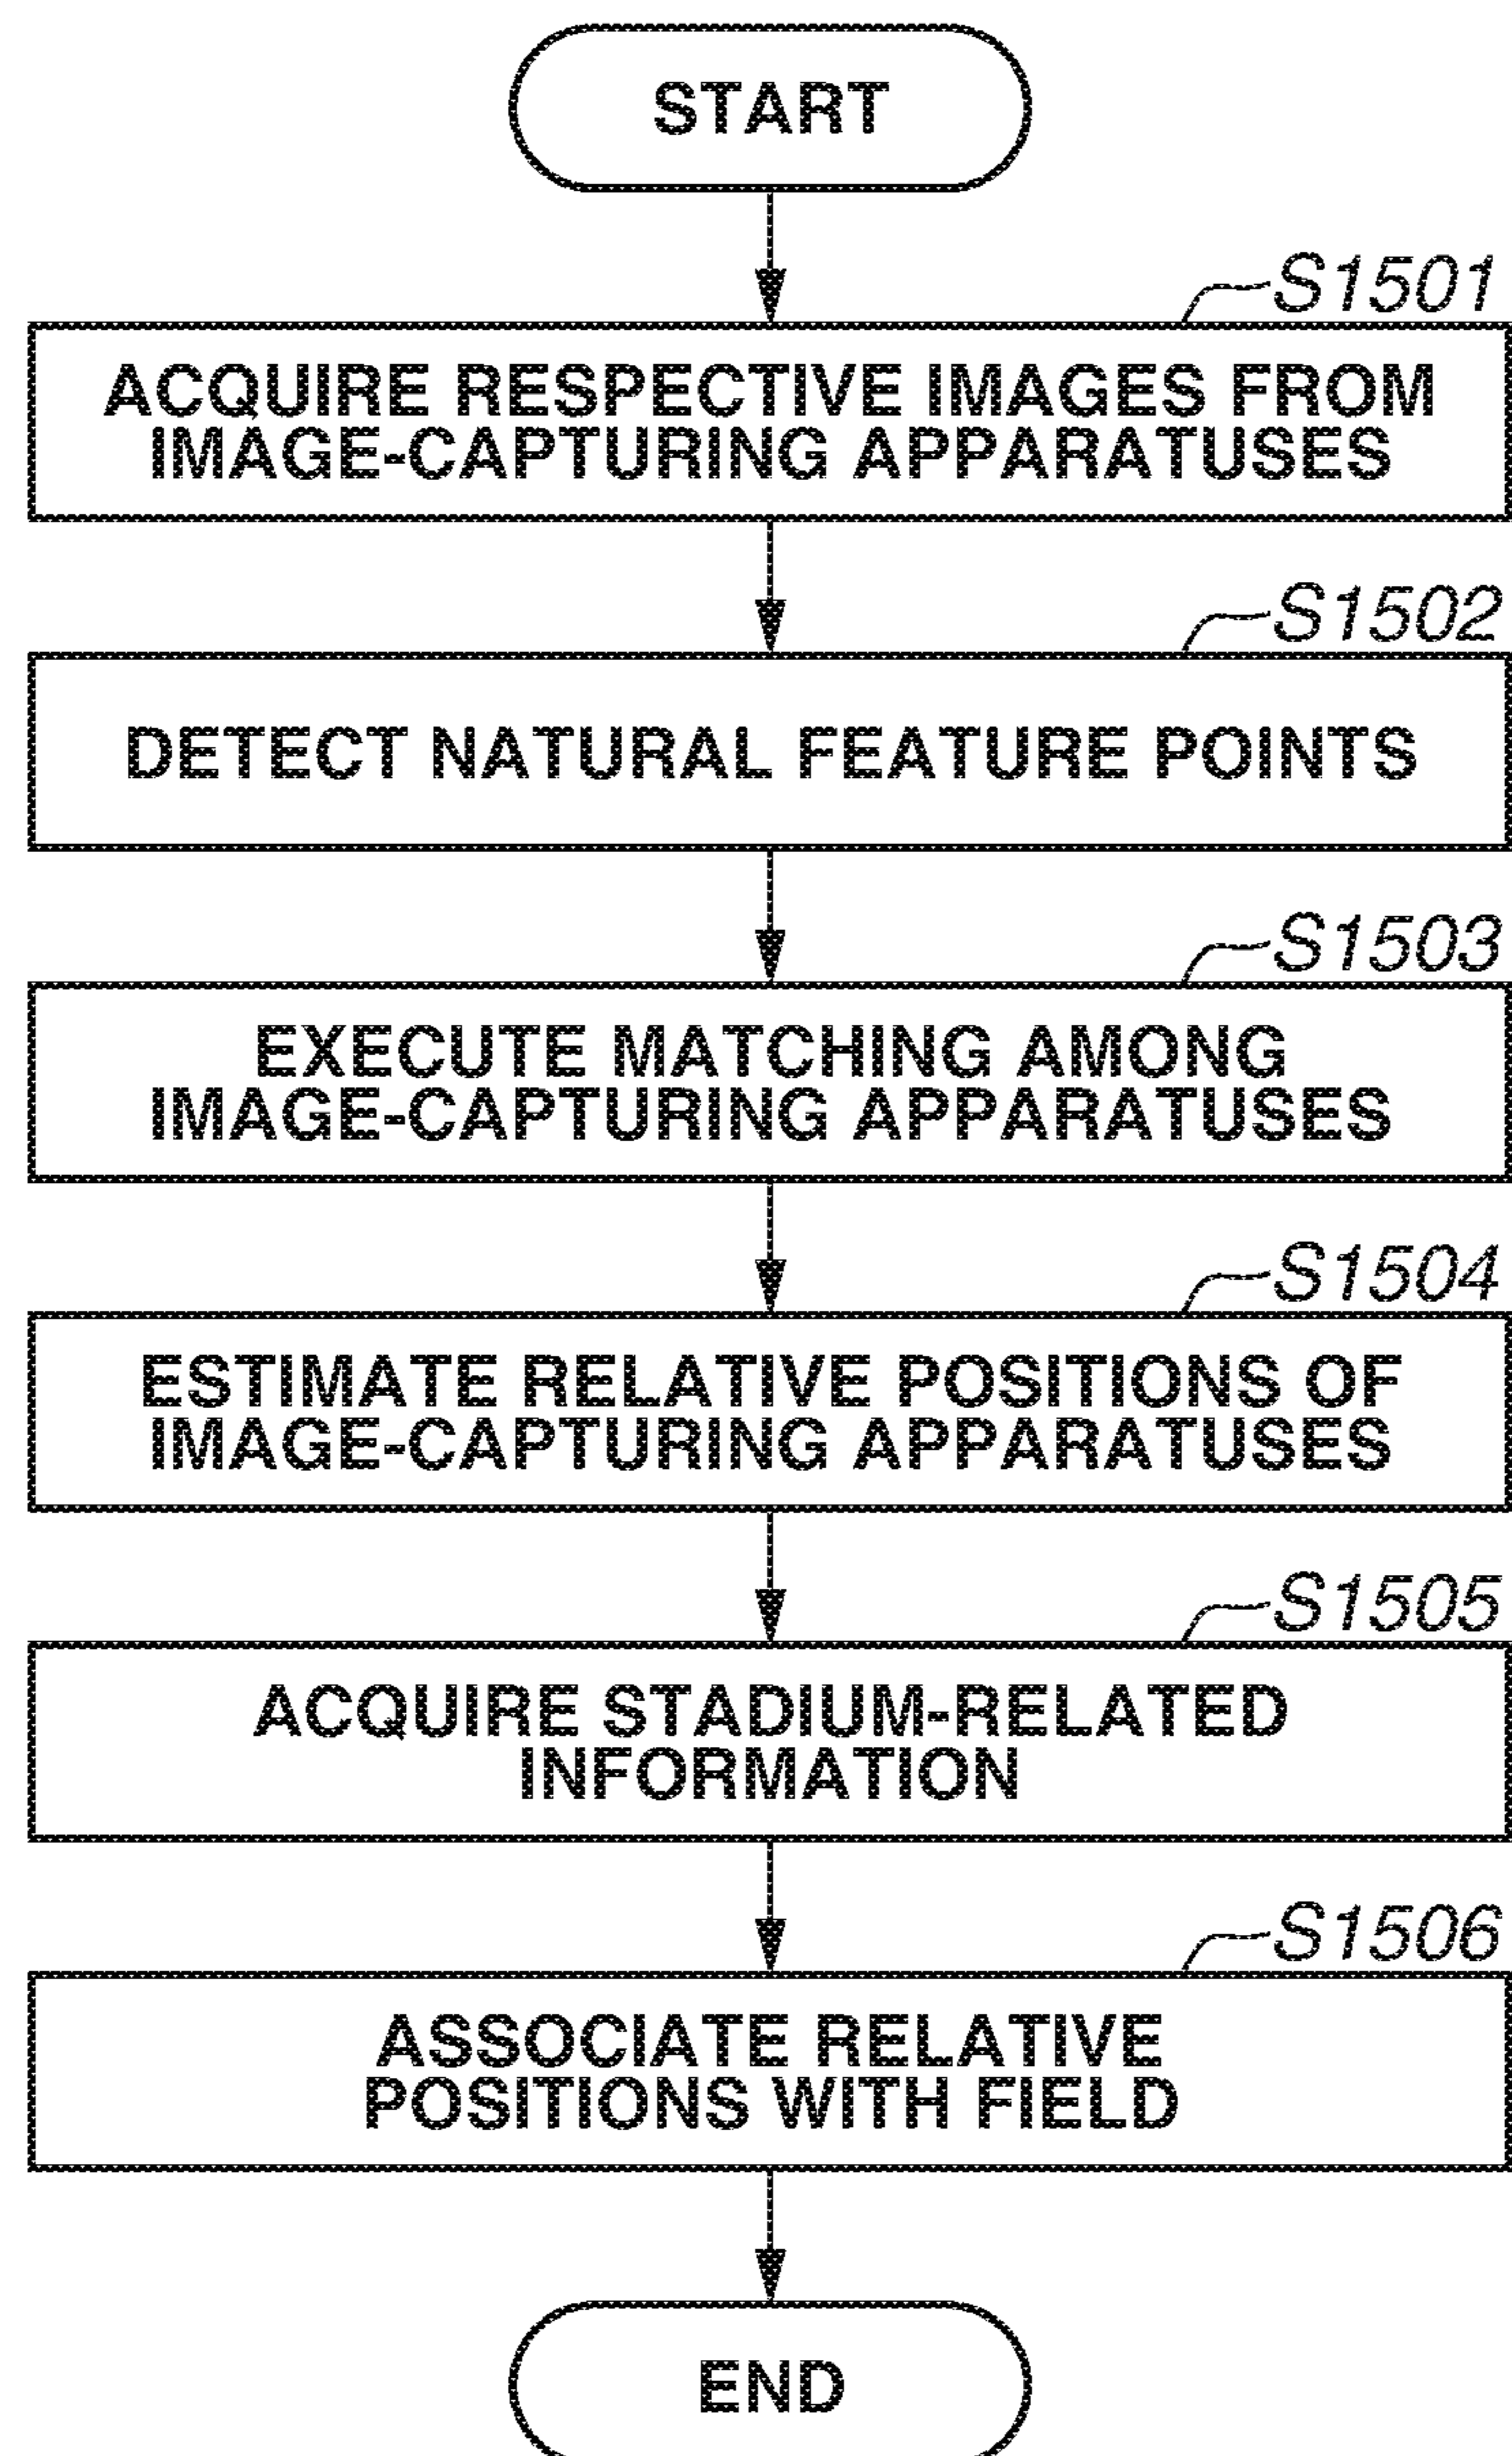 START
S1501
ACQUIRE RESPECTIVE IMAGES FROM
IMAGE-CAPTURING APPARATUSES
S1502
DETECT NATURAL FEATURE POINTS
S1503
EXECUTE MATCHING AMONG
IMAGE-CAPTURING APPARATUSES
S1504
ESTIMATE RELATIVE POSITIONS OF
IMAGE-CAPTURING APPARATUSES
S1505
ACQUIRE STADIUM-RELATED
INFORMATION
S1506
ASSOCIATE RELATIVE
POSITIONS WITH FIELD
END